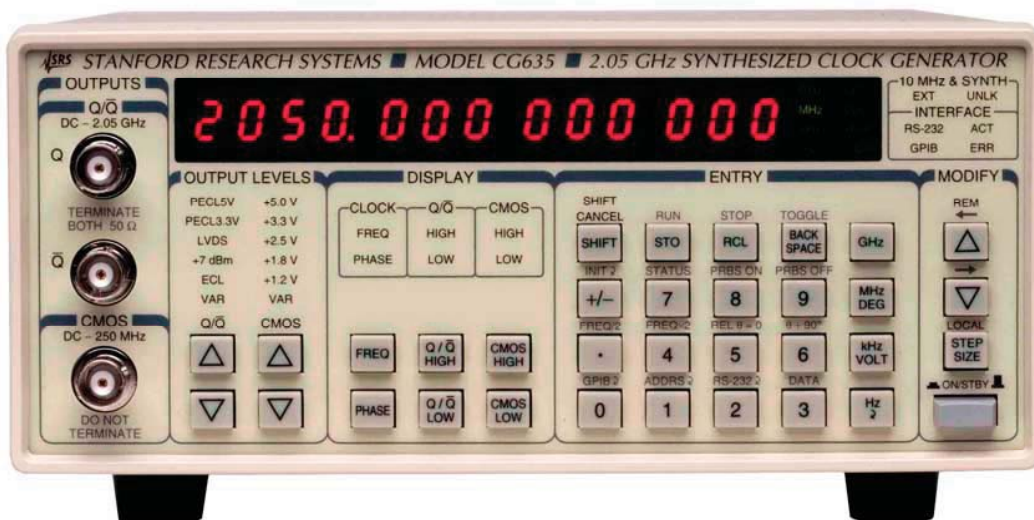 SRS STANFORD RESEARCH SYSTEMS ■ MODEL CG635 ■ 2.05 GHz SYNTHESIZED CLOCK GENERATOR
OUTPUTS
Q/Q̅
DC – 2.05 GHz
Q
TERMINATE
BOTH 50 Ω
Q̅
CMOS
DC – 250 MHz
DO NOT
TERMINATE
2050.000 000 000
MHz
10 MHz & SYNTH
EXT UNLK
INTERFACE
RS-232 ACT
GPIB ERR
OUTPUT LEVELS
PECL5V +5.0 V
PECL3.3V +3.3 V
LVDS +2.5 V
+7 dBm +1.8 V
ECL +1.2 V
VAR VAR
Q/Q̅ CMOS
DISPLAY
CLOCK Q/Q̅ CMOS
FREQ HIGH HIGH
PHASE LOW LOW
FREQ Q/Q̅ HIGH CMOS HIGH
PHASE Q/Q̅ LOW CMOS LOW
ENTRY
SHIFT
CANCEL RUN STOP TOGGLE
SHIFT STO RCL BACK SPACE GHz
INIT STATUS PRBS ON PRBS OFF
+/− 7 8 9 MHz DEG
FREQ/2 FREQ×2 REL θ = 0 θ + 90°
· 4 5 6 kHz VOLT
GPIB ADDRS RS-232 DATA
0 1 2 3 Hz
MODIFY
REM
←
→
LOCAL
STEP SIZE
ON/STBY